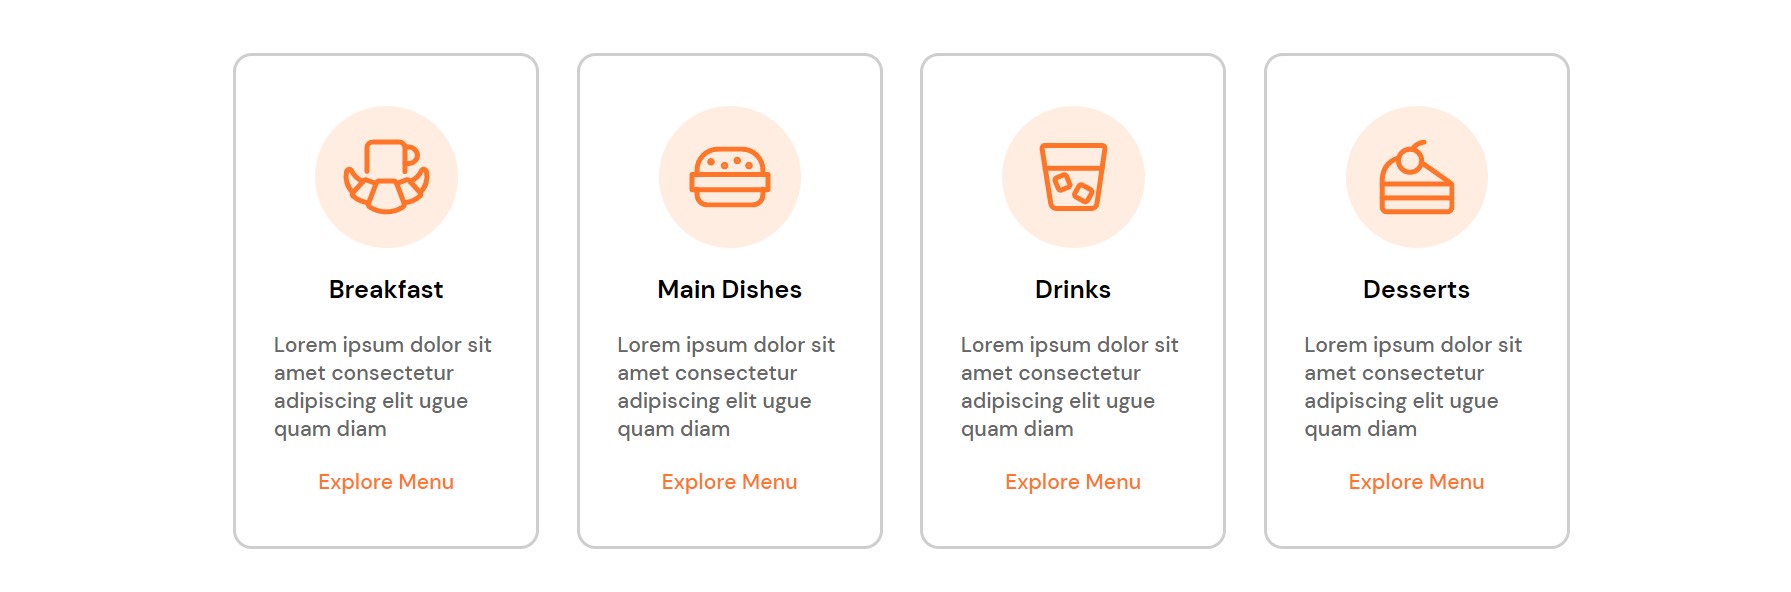 Breakfast
Lorem ipsum dolor sit
amet consectetur
adipiscing elit ugue
quam diam
Explore Menu
Main Dishes
Lorem ipsum dolor sit
amet consectetur
adipiscing elit ugue
quam diam
Explore Menu
Drinks
Lorem ipsum dolor sit
amet consectetur
adipiscing elit ugue
quam diam
Explore Menu
Desserts
Lorem ipsum dolor sit
amet consectetur
adipiscing elit ugue
quam diam
Explore Menu